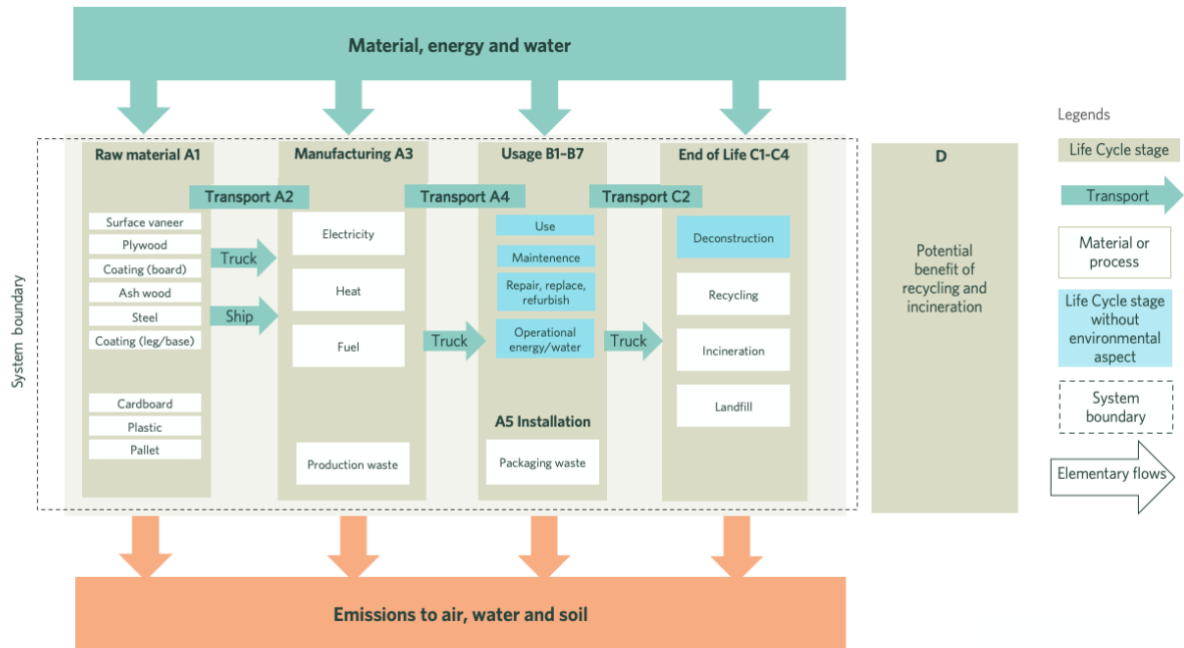 Material, energy and water
System boundary
Raw material A1
Surface vaneer
Plywood
Coating (board)
Ash wood
Steel
Coating (leg/base)
Cardboard
Plastic
Pallet
Transport A2
Truck
Ship
Manufacturing A3
Electricity
Heat
Fuel
Production waste
Transport A4
Truck
Usage B1–B7
Use
Maintenence
Repair, replace,
refurbish
Operational
energy/water
A5 Installation
Packaging waste
Transport C2
Truck
End of Life C1-C4
Deconstruction
Recycling
Incineration
Landfill
D
Potential
benefit of
recycling and
incineration
Legends
Life Cycle stage
Transport
Material or
process
Life Cycle stage
without
environmental
aspect
System
boundary
Elementary flows
Emissions to air, water and soil